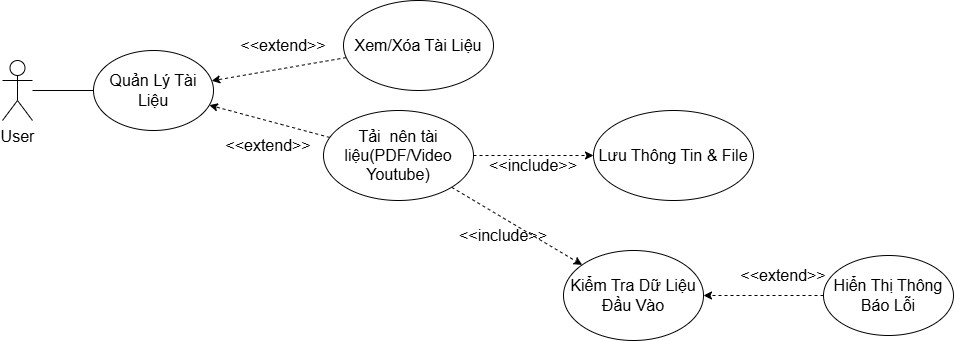 <<extend>>
Xem/Xóa Tài Liệu
Quản Lý Tài
Liệu
User
<<extend>>
Tải nên tài
liệu(PDF/Video
Youtube)
<<include>>
Lưu Thông Tin & File
<<include>>
Kiểm Tra Dữ Liệu
Đầu Vào
<<extend>>
Hiển Thị Thông
Báo Lỗi